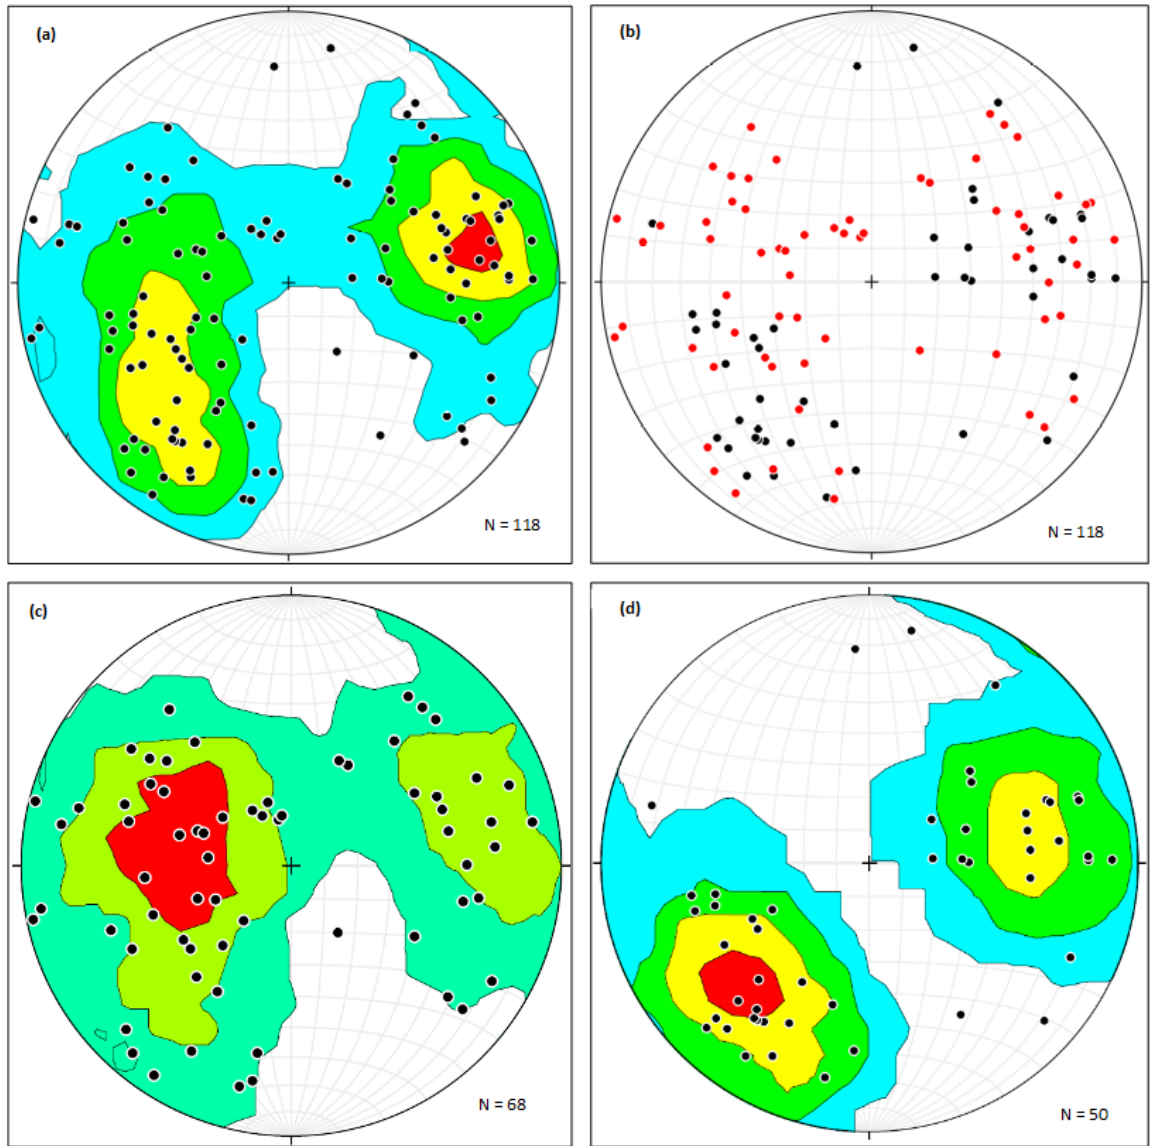 (a)
N = 118
(b)
N = 118
(c)
N = 68
(d)
N = 50